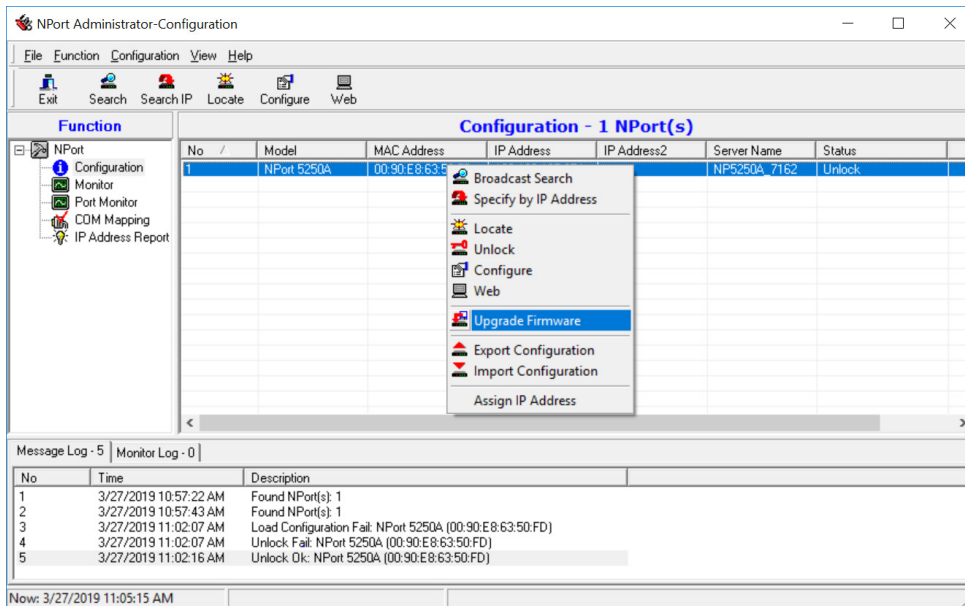 NPort Administrator-Configuration
File Function Configuration View Help
Exit Search Search IP Locate Configure Web
Function
Configuration - 1 NPort(s)
NPort
Configuration
Monitor
Port Monitor
COM Mapping
IP Address Report
No Model MAC Address IP Address IP Address2 Server Name Status
1 NPort 5250A 00:90:E8:63:5 NP5250A_7162 Unlock
Broadcast Search
Specify by IP Address
Locate
Unlock
Configure
Web
Upgrade Firmware
Export Configuration
Import Configuration
Assign IP Address
Message Log - 5 Monitor Log - 0
No Time Description
1 3/27/2019 10:57:22 AM Found NPort(s): 1
2 3/27/2019 10:57:43 AM Found NPort(s): 1
3 3/27/2019 11:02:07 AM Load Configuration Fail: NPort 5250A (00:90:E8:63:50:FD)
4 3/27/2019 11:02:07 AM Unlock Fail: NPort 5250A (00:90:E8:63:50:FD)
5 3/27/2019 11:02:16 AM Unlock Ok: NPort 5250A (00:90:E8:63:50:FD)
Now: 3/27/2019 11:05:15 AM